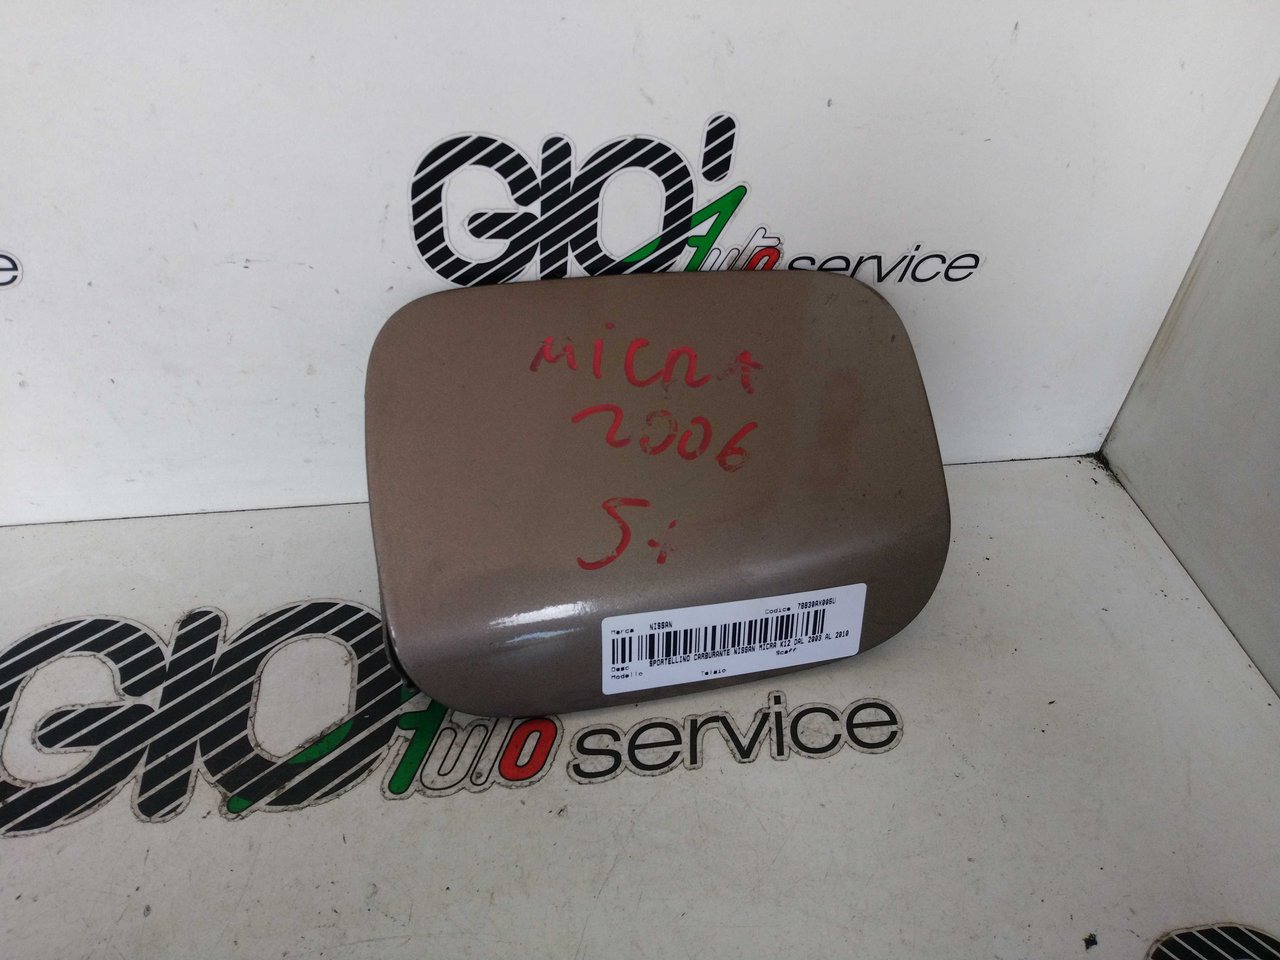 GIO' Auto service
e
MiCRA
2006
5+
Marca NISSAN Codice 78830AX005U
Desc SPORTELLINO CARBURANTE NISSAN MICRA K12 DAL 2003 AL 2010
Modello Telaio Scaff
GIO' Auto service